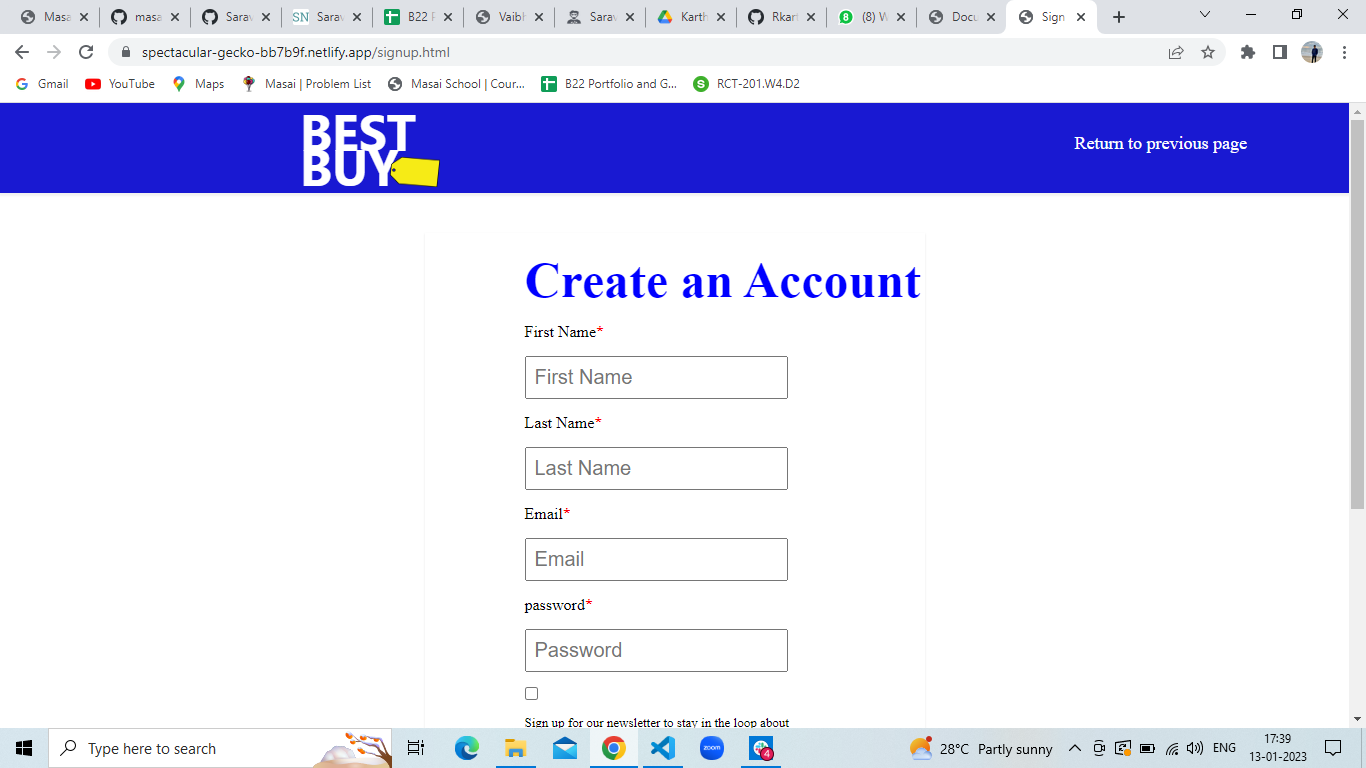 Masa
masa
Sarav
SN Sarav
B22 P
Vaibh
Sarav
Karth
Rkart
8 (8) W
Docu
Sign
spectacular-gecko-bb7b9f.netlify.app/signup.html
Gmail
YouTube
Maps
Masai | Problem List
Masai School | Cour...
B22 Portfolio and G...
S RCT-201.W4.D2
BEST
BUY
Return to previous page
Create an Account
First Name*
First Name
Last Name*
Last Name
Email*
Email
password*
Password
Sign up for our newsletter to stay in the loop about
Type here to search
zoom
4
28°C Partly sunny
ENG
17:39
13-01-2023